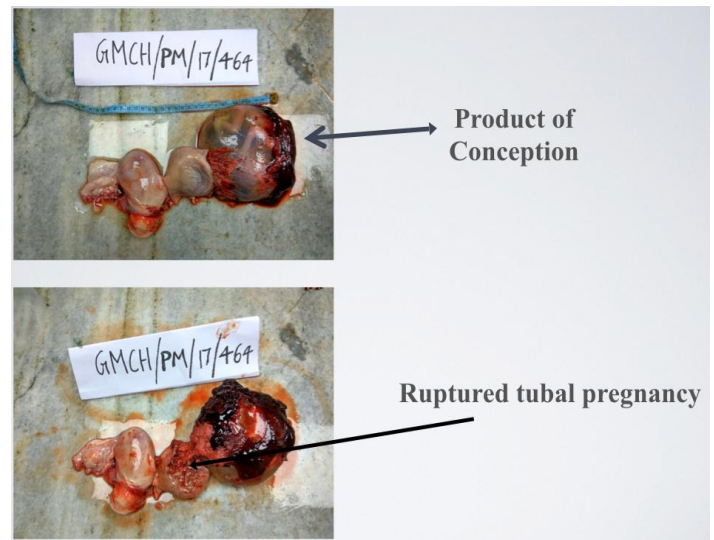 GMCH/PM/17/464
Product of
Conception
GMCH/PM/17/464
Ruptured tubal pregnancy